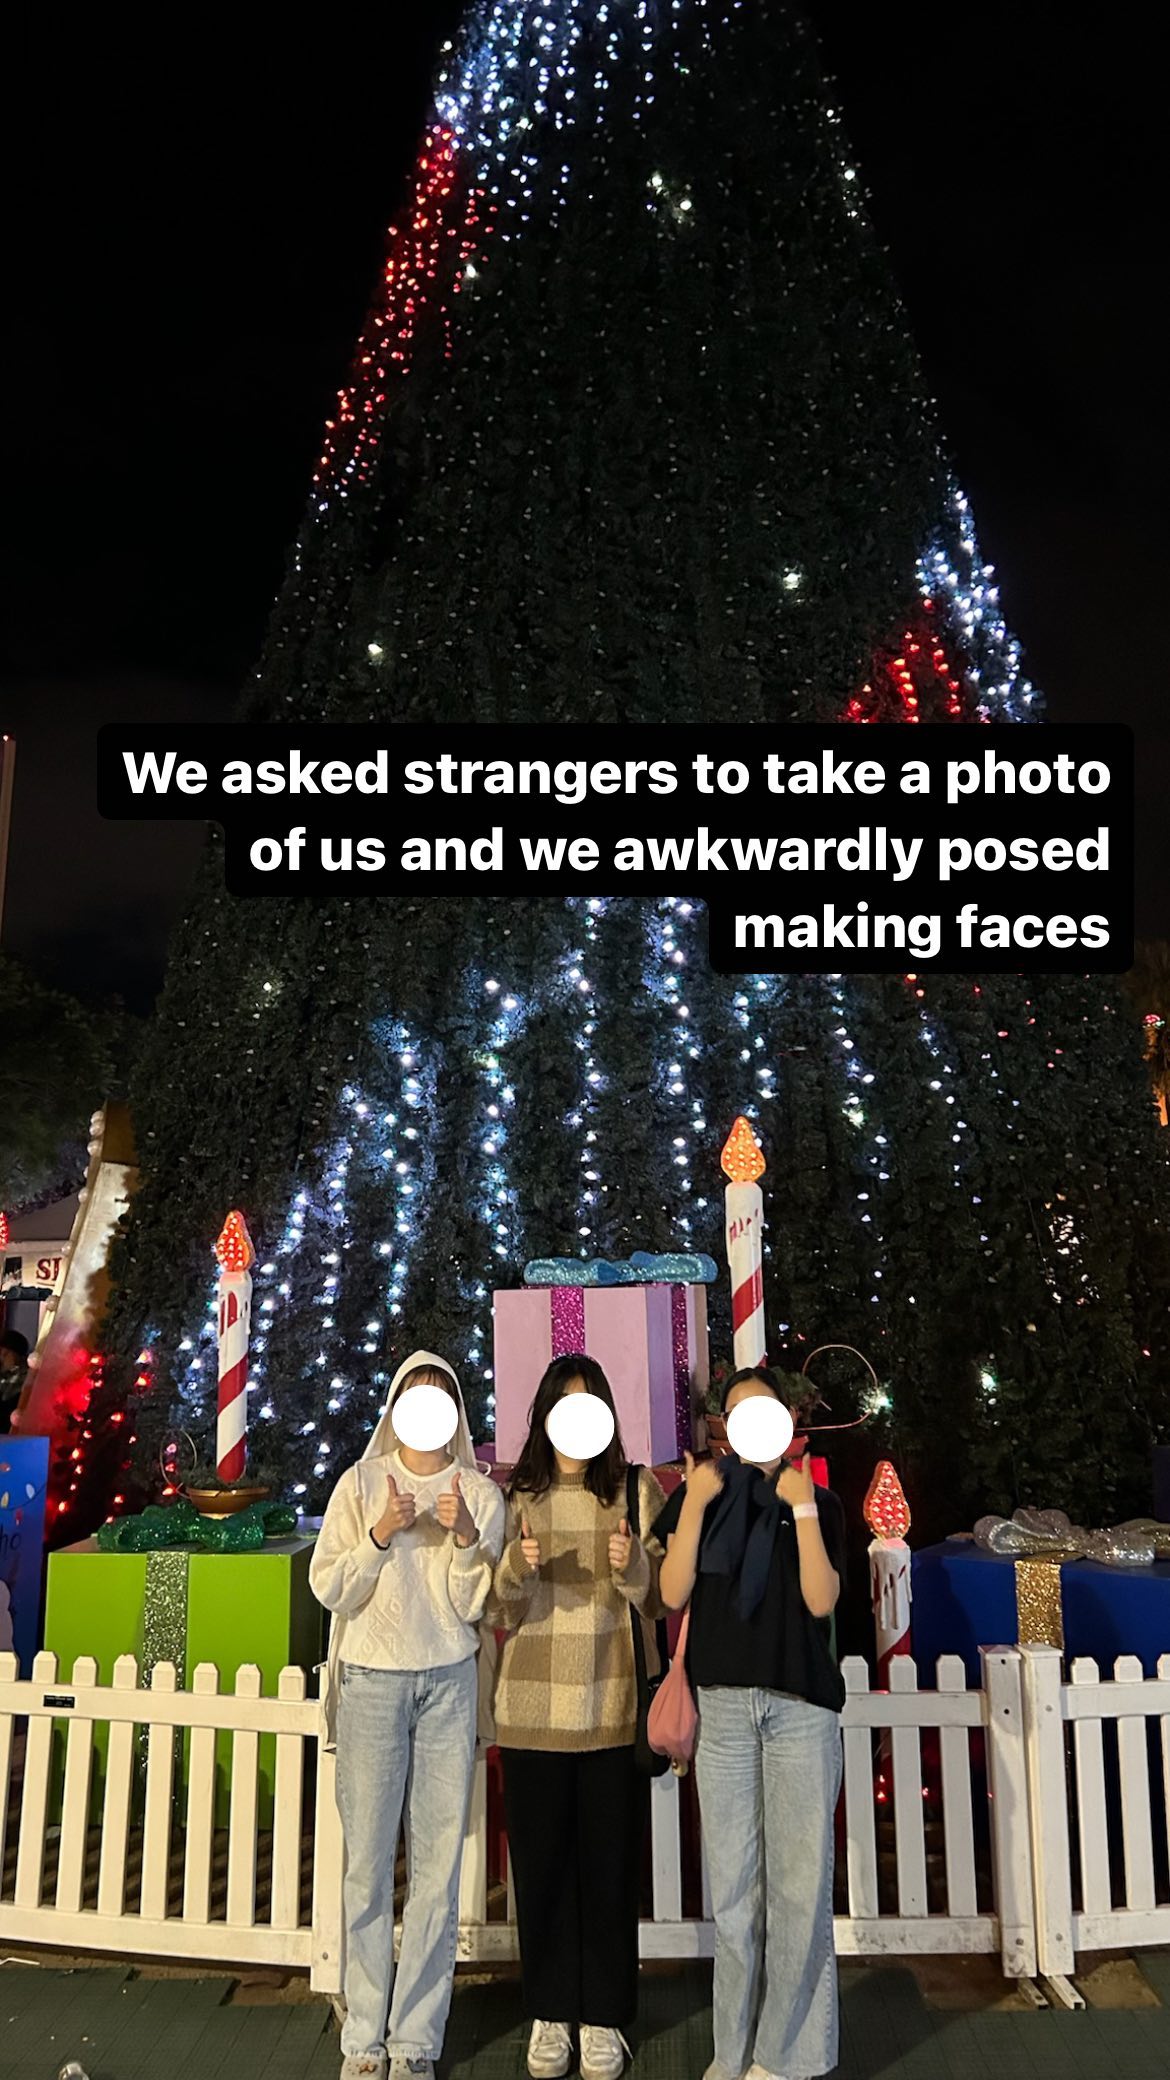 We asked strangers to take a photo
of us and we awkwardly posed
making faces